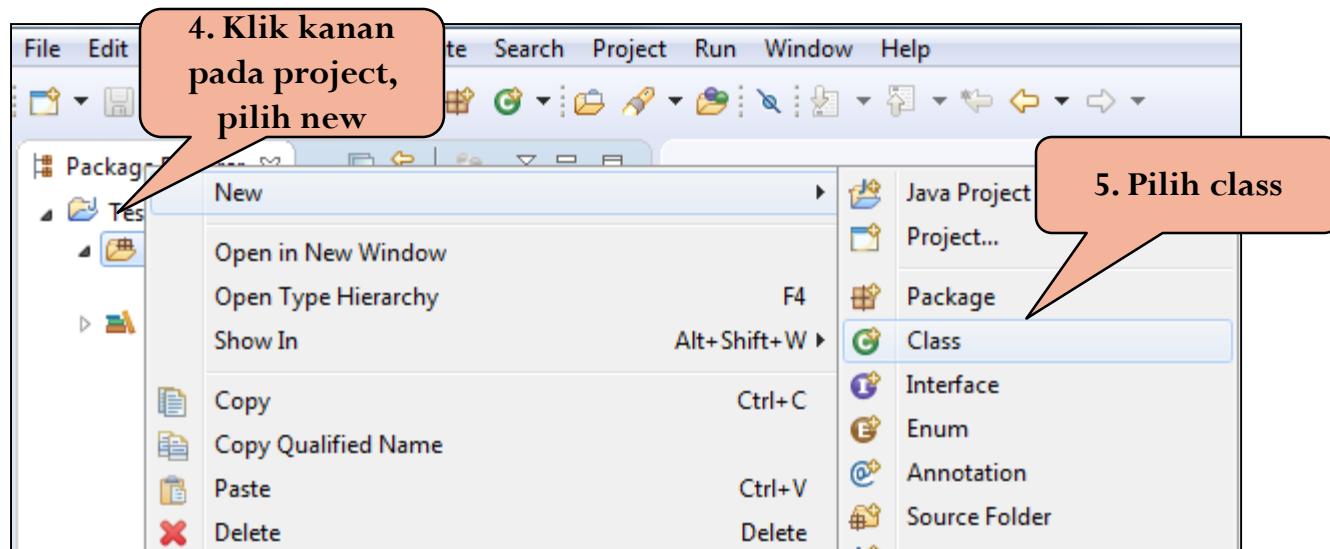 4. Klik kanan
pada project,
pilih new
File Edit te Search Project Run Window Help
Packag
5. Pilih class
Tes
New
Open in New Window
Open Type Hierarchy F4
Show In Alt+Shift+W
Copy Ctrl+C
Copy Qualified Name
Paste Ctrl+V
Delete Delete
Java Project
Project...
Package
Class
Interface
Enum
Annotation
Source Folder